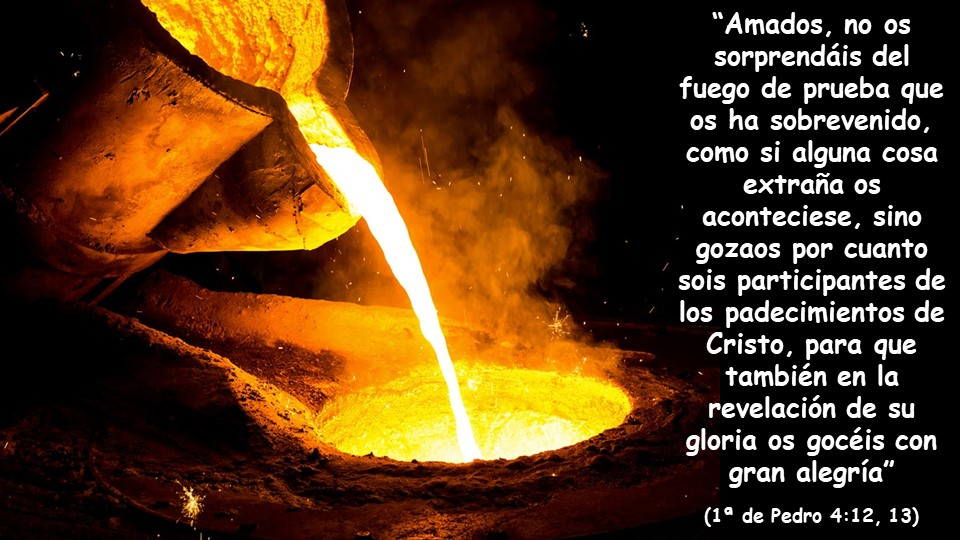 “Amados, no os
sorprendáis del
fuego de prueba que
os ha sobrevenido,
como si alguna cosa
extraña os
aconteciese, sino
gozaos por cuanto
sois participantes de
los padecimientos de
Cristo, para que
también en la
revelación de su
gloria os gocéis con
gran alegría”
(1ª de Pedro 4:12, 13)